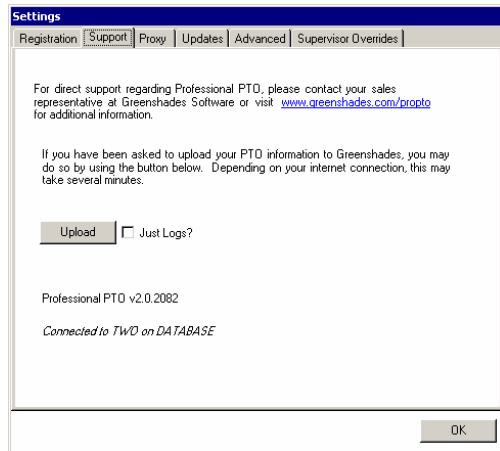 Settings
Registration Support Proxy Updates Advanced Supervisor Overrides
For direct support regarding Professional PTO, please contact your sales
representative at Greenshades Software or visit www.greenshades.com/propto
for additional information.
If you have been asked to upload your PTO information to Greenshades, you may
do so by using the button below. Depending on your internet connection, this may
take several minutes.
Upload Just Logs?
Professional PTO v2.0.2082
Connected to TWO on DATABASE
OK